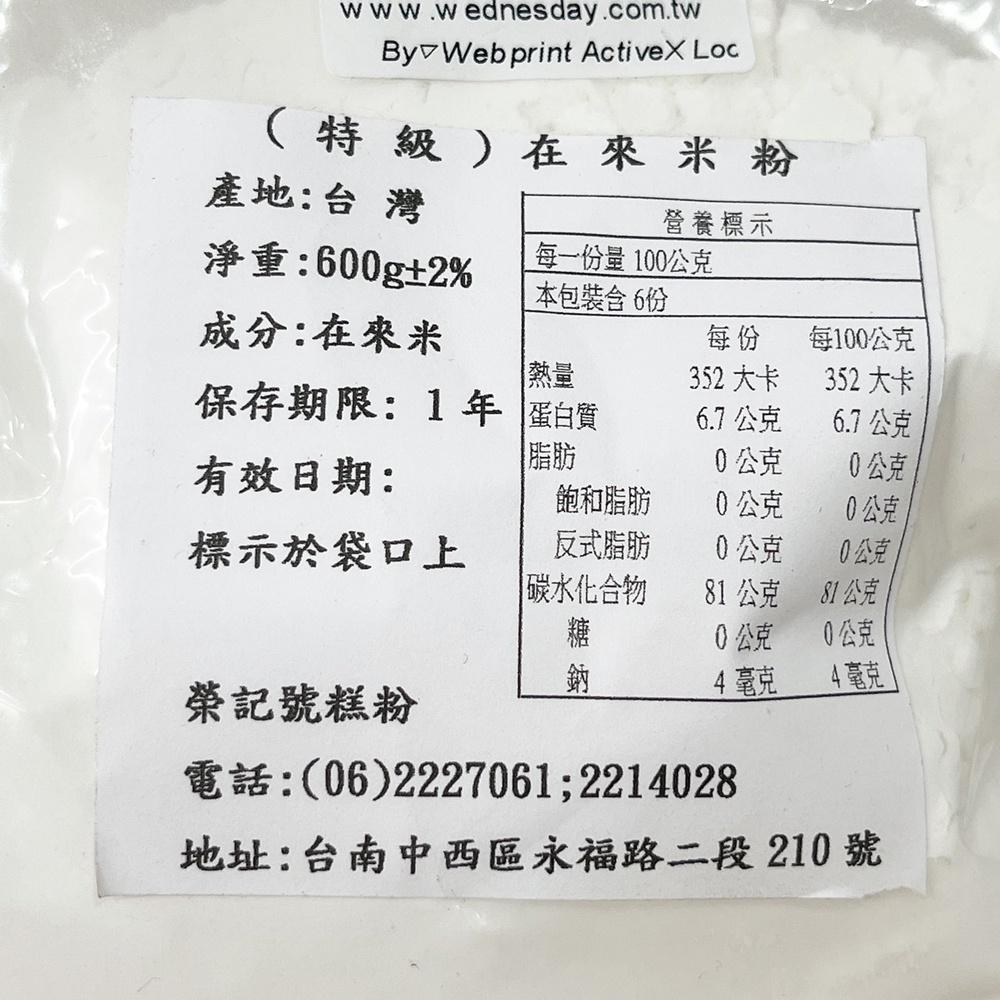 www.wednesday.com.tw
By▽Webprint ActiveX Loc
(特級)在來米粉
產地:台 灣
淨重:600g±2%
成分:在來米
保存期限: 1 年
有效日期:
標示於袋口上
營養標示
每一份量 100公克
本包裝含 6份
每份 每100公克
熱量 352 大卡 352 大卡
蛋白質 6.7 公克 6.7 公克
脂肪 0 公克 0 公克
飽和脂肪 0 公克 0 公克
反式脂肪 0 公克 0 公克
碳水化合物 81 公克 81 公克
糖 0 公克 0 公克
鈉 4 毫克 4 毫克
榮記號糕粉
電話:(06)2227061;2214028
地址:台南中西區永福路二段 210 號